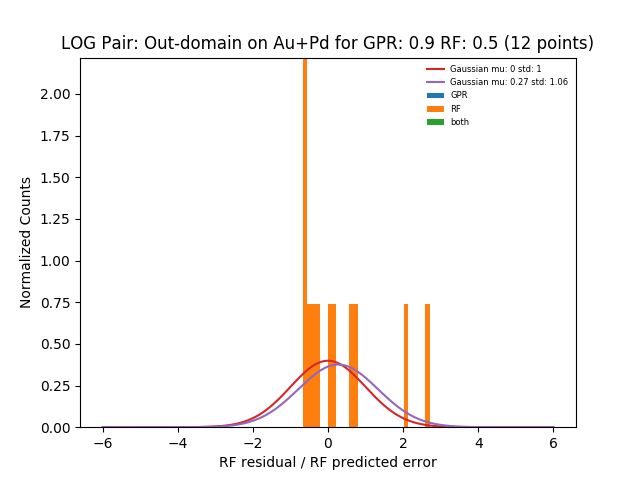 LOG Pair: Out-domain on Au+Pd for GPR: 0.9 RF: 0.5 (12 points)
Gaussian mu: 0 std: 1
Gaussian mu: 0.27 std: 1.06
GPR
RF
both
Normalized Counts
2.00
1.75
1.50
1.25
1.00
0.75
0.50
0.25
0.00
−6 −4 −2 0 2 4 6
RF residual / RF predicted error